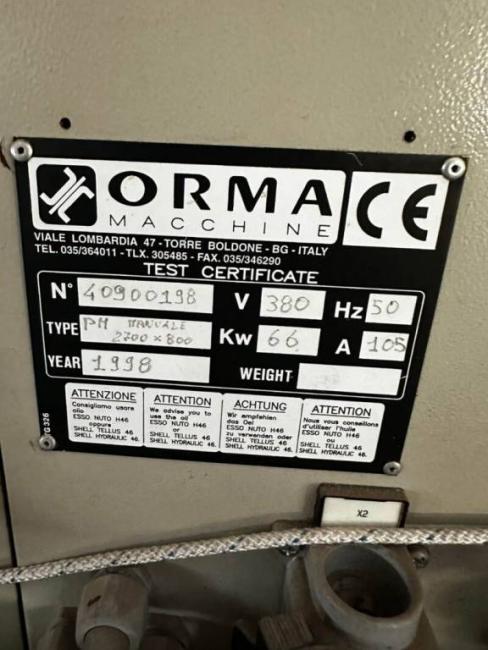 ORMA
MACCHINE
CE
VIALE LOMBARDIA 47 - TORRE BOLDONE - BG - ITALY
TEL. 035/364011 - TLX. 305485 - FAX. 035/346290
TEST CERTIFICATE
N° 40900198 V 380 Hz 50
TYPE PM MANUALE 2700 x 800 Kw 66 A 105
YEAR 1998 WEIGHT
ATTENZIONE
Consigliamo usare
olio
ESSO NUTO H46
oppure
SHELL TELLUS 46
SHELL HYDRAULIC 46.
ATTENTION
We advise you to
use the oil
ESSO NUTO H46
or
SHELL TELLUS 46
SHELL HYDRAULIC 46.
ACHTUNG
Wir empfehlen
das Oel
ESSO NUTO H46
zu verwenden oder
SHELL TELLUS 46
SHELL HYDRAULIC 46.
ATTENTION
Nous vous conseillons
d'utiliser l'huile
ESSO NUTO H46
ou
SHELL TELLUS 46
SHELL HYDRAULIC 46.
X2